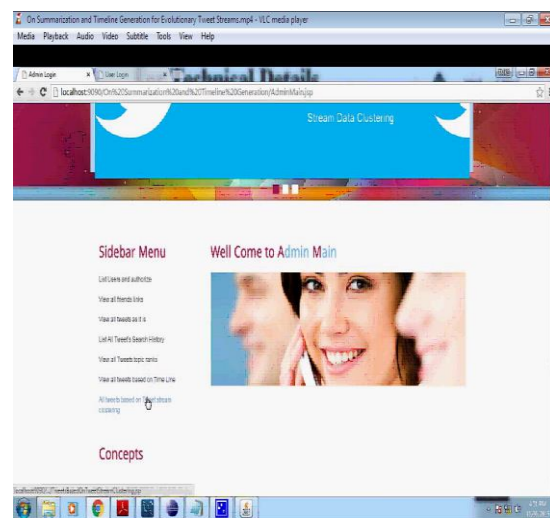 On Summarization and Timeline Generation for Evolutionary Tweet Streams.mp4 - VLC media player
Media Playback Audio Video Subtitle Tools View Help
Technical Details
Admin Login
User Login
localhost:9090/On%20Summarization%20and%20Timeline%20Generation/AdminMain.jsp
Stream Data Clustering
Sidebar Menu
Well Come to Admin Main
List Users and authorize
View all friends links
View all tweets as it is
List All Tweet's Search History
View all Tweets topic ranks
View all tweets based on Time Line
All tweets based on Tweet stream
clustering
Concepts